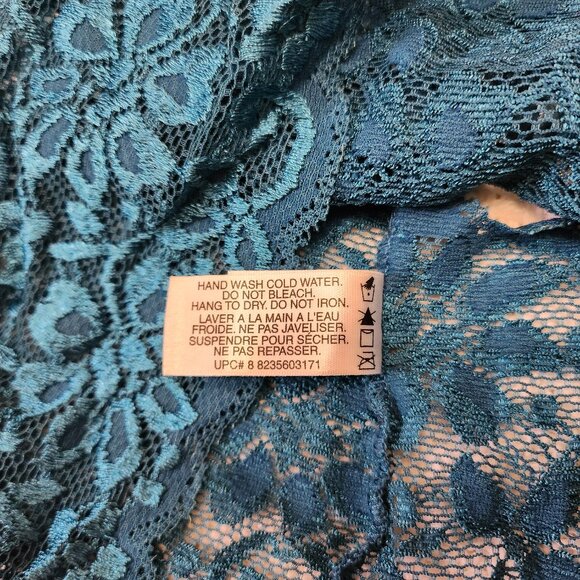 HAND WASH COLD WATER.
DO NOT BLEACH.
HANG TO DRY. DO NOT IRON.
LAVER A LA MAIN A L'EAU
FROIDE. NE PAS JAVELISER.
SUSPENDRE POUR SÉCHER.
NE PAS REPASSER.
UPC# 8 8235603171